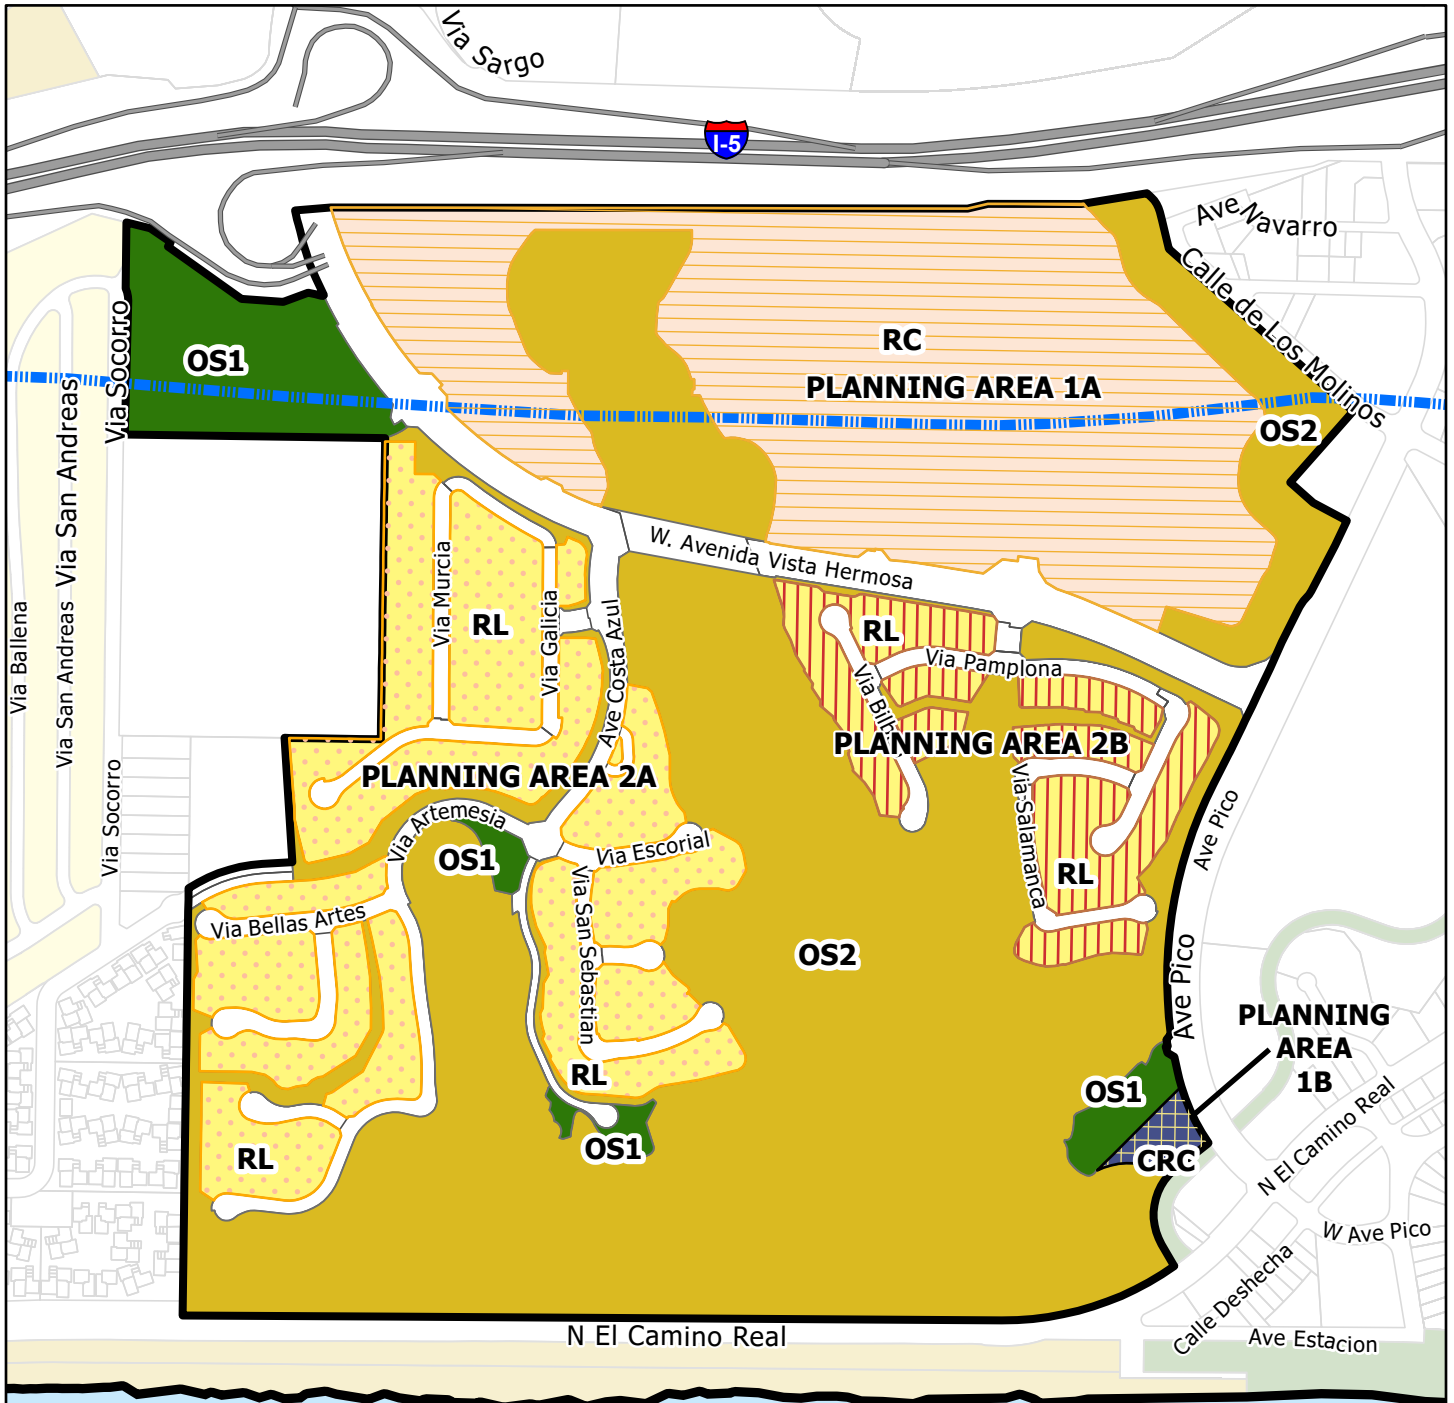 Via Sargo
I-5
Ave Navarro
Calle de Los Molinos
Via Socorro
OS1
RC
PLANNING AREA 1A
OS2
Via San Andreas
Via San Andreas
Via Ballena
W. Avenida Vista Hermosa
Via Murcia
RL
Via Galicia
Ave Costa Azul
RL
Via Pamplona
Via Bilb
PLANNING AREA 2B
PLANNING AREA 2A
Via Salamanca
Via Socorro
Via Artemesia
OS1
Via Escorial
Ave Pico
RL
Via Bellas Artes
Via San Sebastian
OS2
Ave Pico
PLANNING
AREA
1B
RL
OS1
N El Camino Real
RL
OS1
CRC
W Ave Pico
Calle Deshecha
N El Camino Real
Ave Estacion